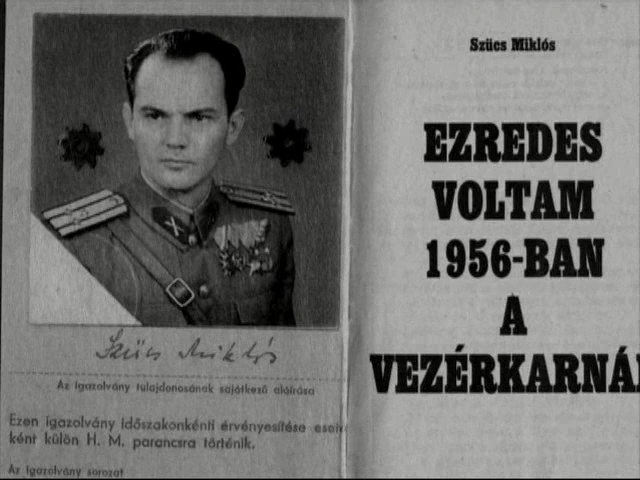 Szücs Miklós
Az igazolvány tulajdonosának sajátkezű aláírása
Ezen igazolvány időszakonkénti érvényesítése
ként külön H. M. parancsra történik.
Az igazolvány sorozat
Szücs Miklós
EZREDES
VOLTAM
1956-BAN
A
VEZÉRKARNÁ